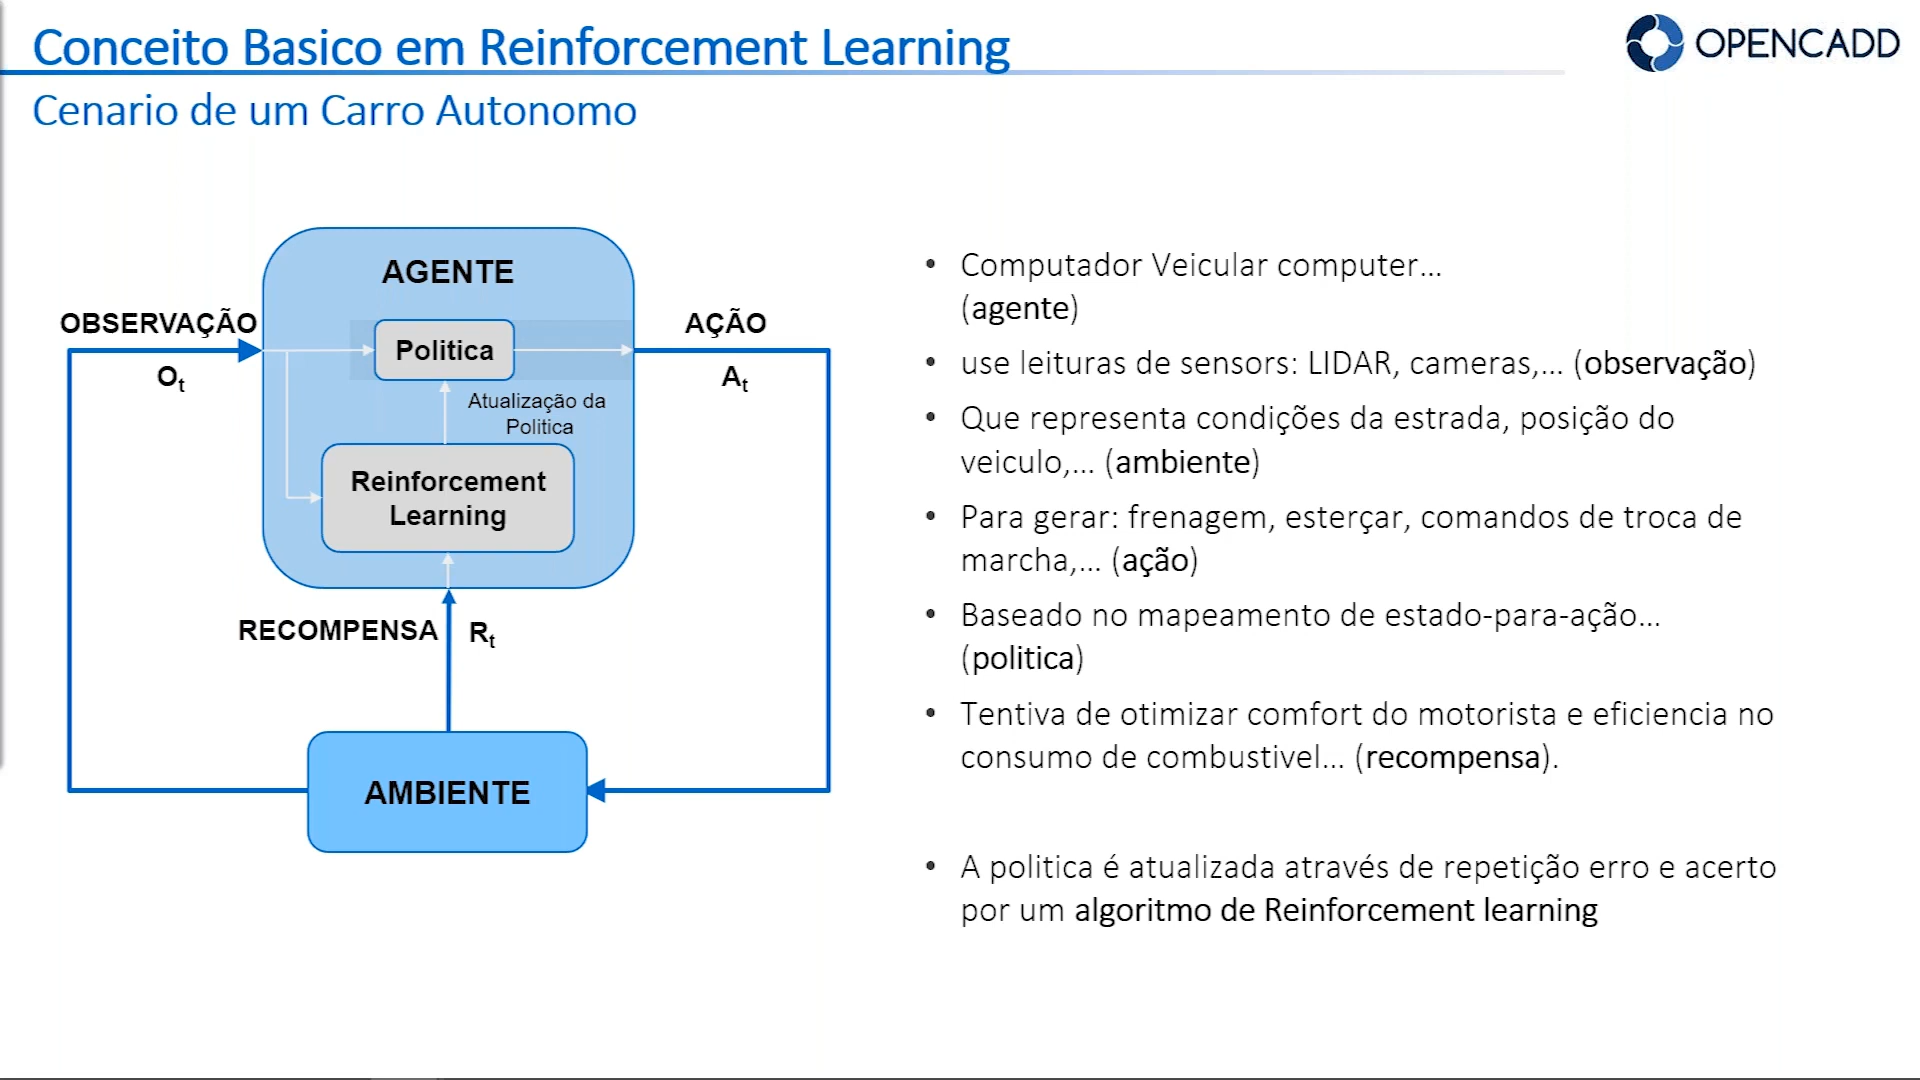 Conceito Basico em Reinforcement Learning
OPENCADD
Cenario de um Carro Autonomo
AGENTE
OBSERVAÇÃO
Ot
Politica
AÇÃO
At
Atualização da
Politica
Reinforcement
Learning
RECOMPENSA
Rt
AMBIENTE
• Computador Veicular computer...
(agente)
• use leituras de sensors: LIDAR, cameras,... (observação)
• Que representa condições da estrada, posição do
veiculo,... (ambiente)
• Para gerar: frenagem, esterçar, comandos de troca de
marcha,... (ação)
• Baseado no mapeamento de estado-para-ação...
(politica)
• Tentiva de otimizar comfort do motorista e eficiencia no
consumo de combustivel... (recompensa).
• A politica é atualizada através de repetição erro e acerto
por um algoritmo de Reinforcement learning